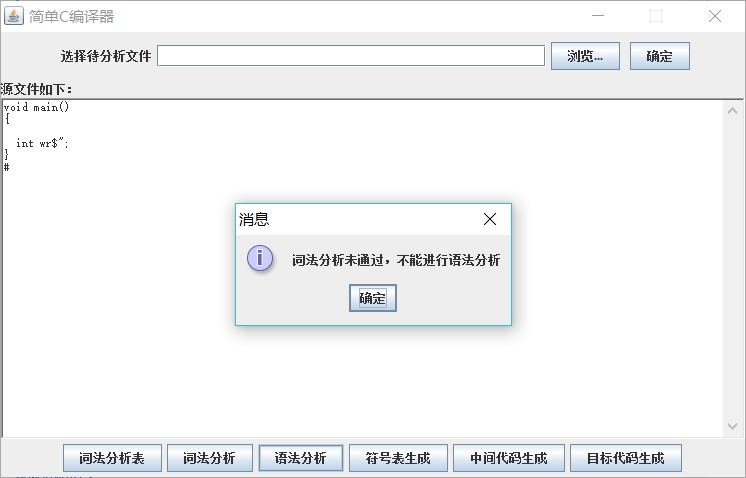 简单C编译器
选择待分析文件
浏览...
确定
源文件如下：
void main()
{
int wr$";
}
#
消息
词法分析未通过，不能进行语法分析
确定
词法分析表
词法分析
语法分析
符号表生成
中间代码生成
目标代码生成